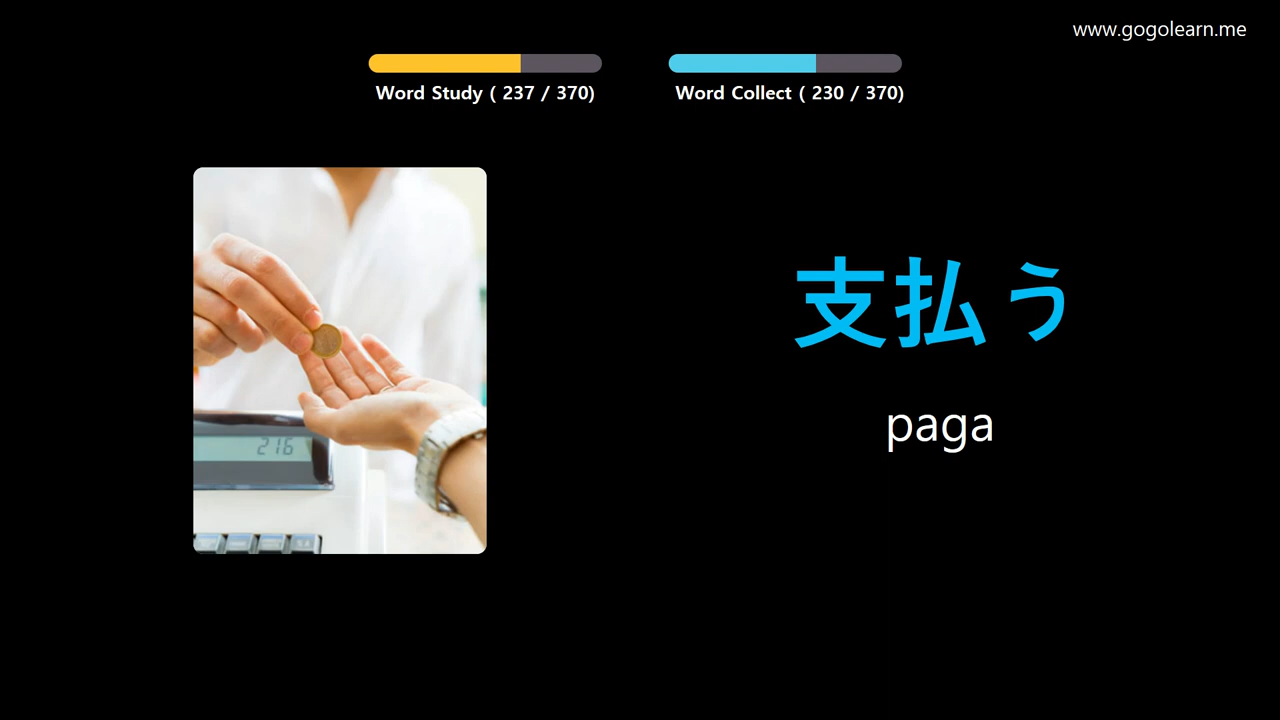 www.gogolearn.me
Word Study ( 237 / 370)
Word Collect ( 230 / 370)
支払う
paga
216